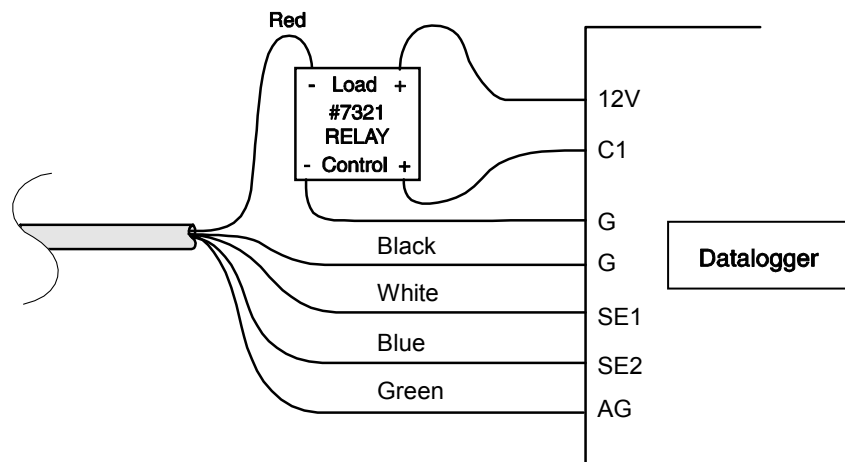 Red
- Load +
#7321
RELAY
- Control +
12V
C1
G
Black
G
White
SE1
Blue
SE2
Green
AG
Datalogger